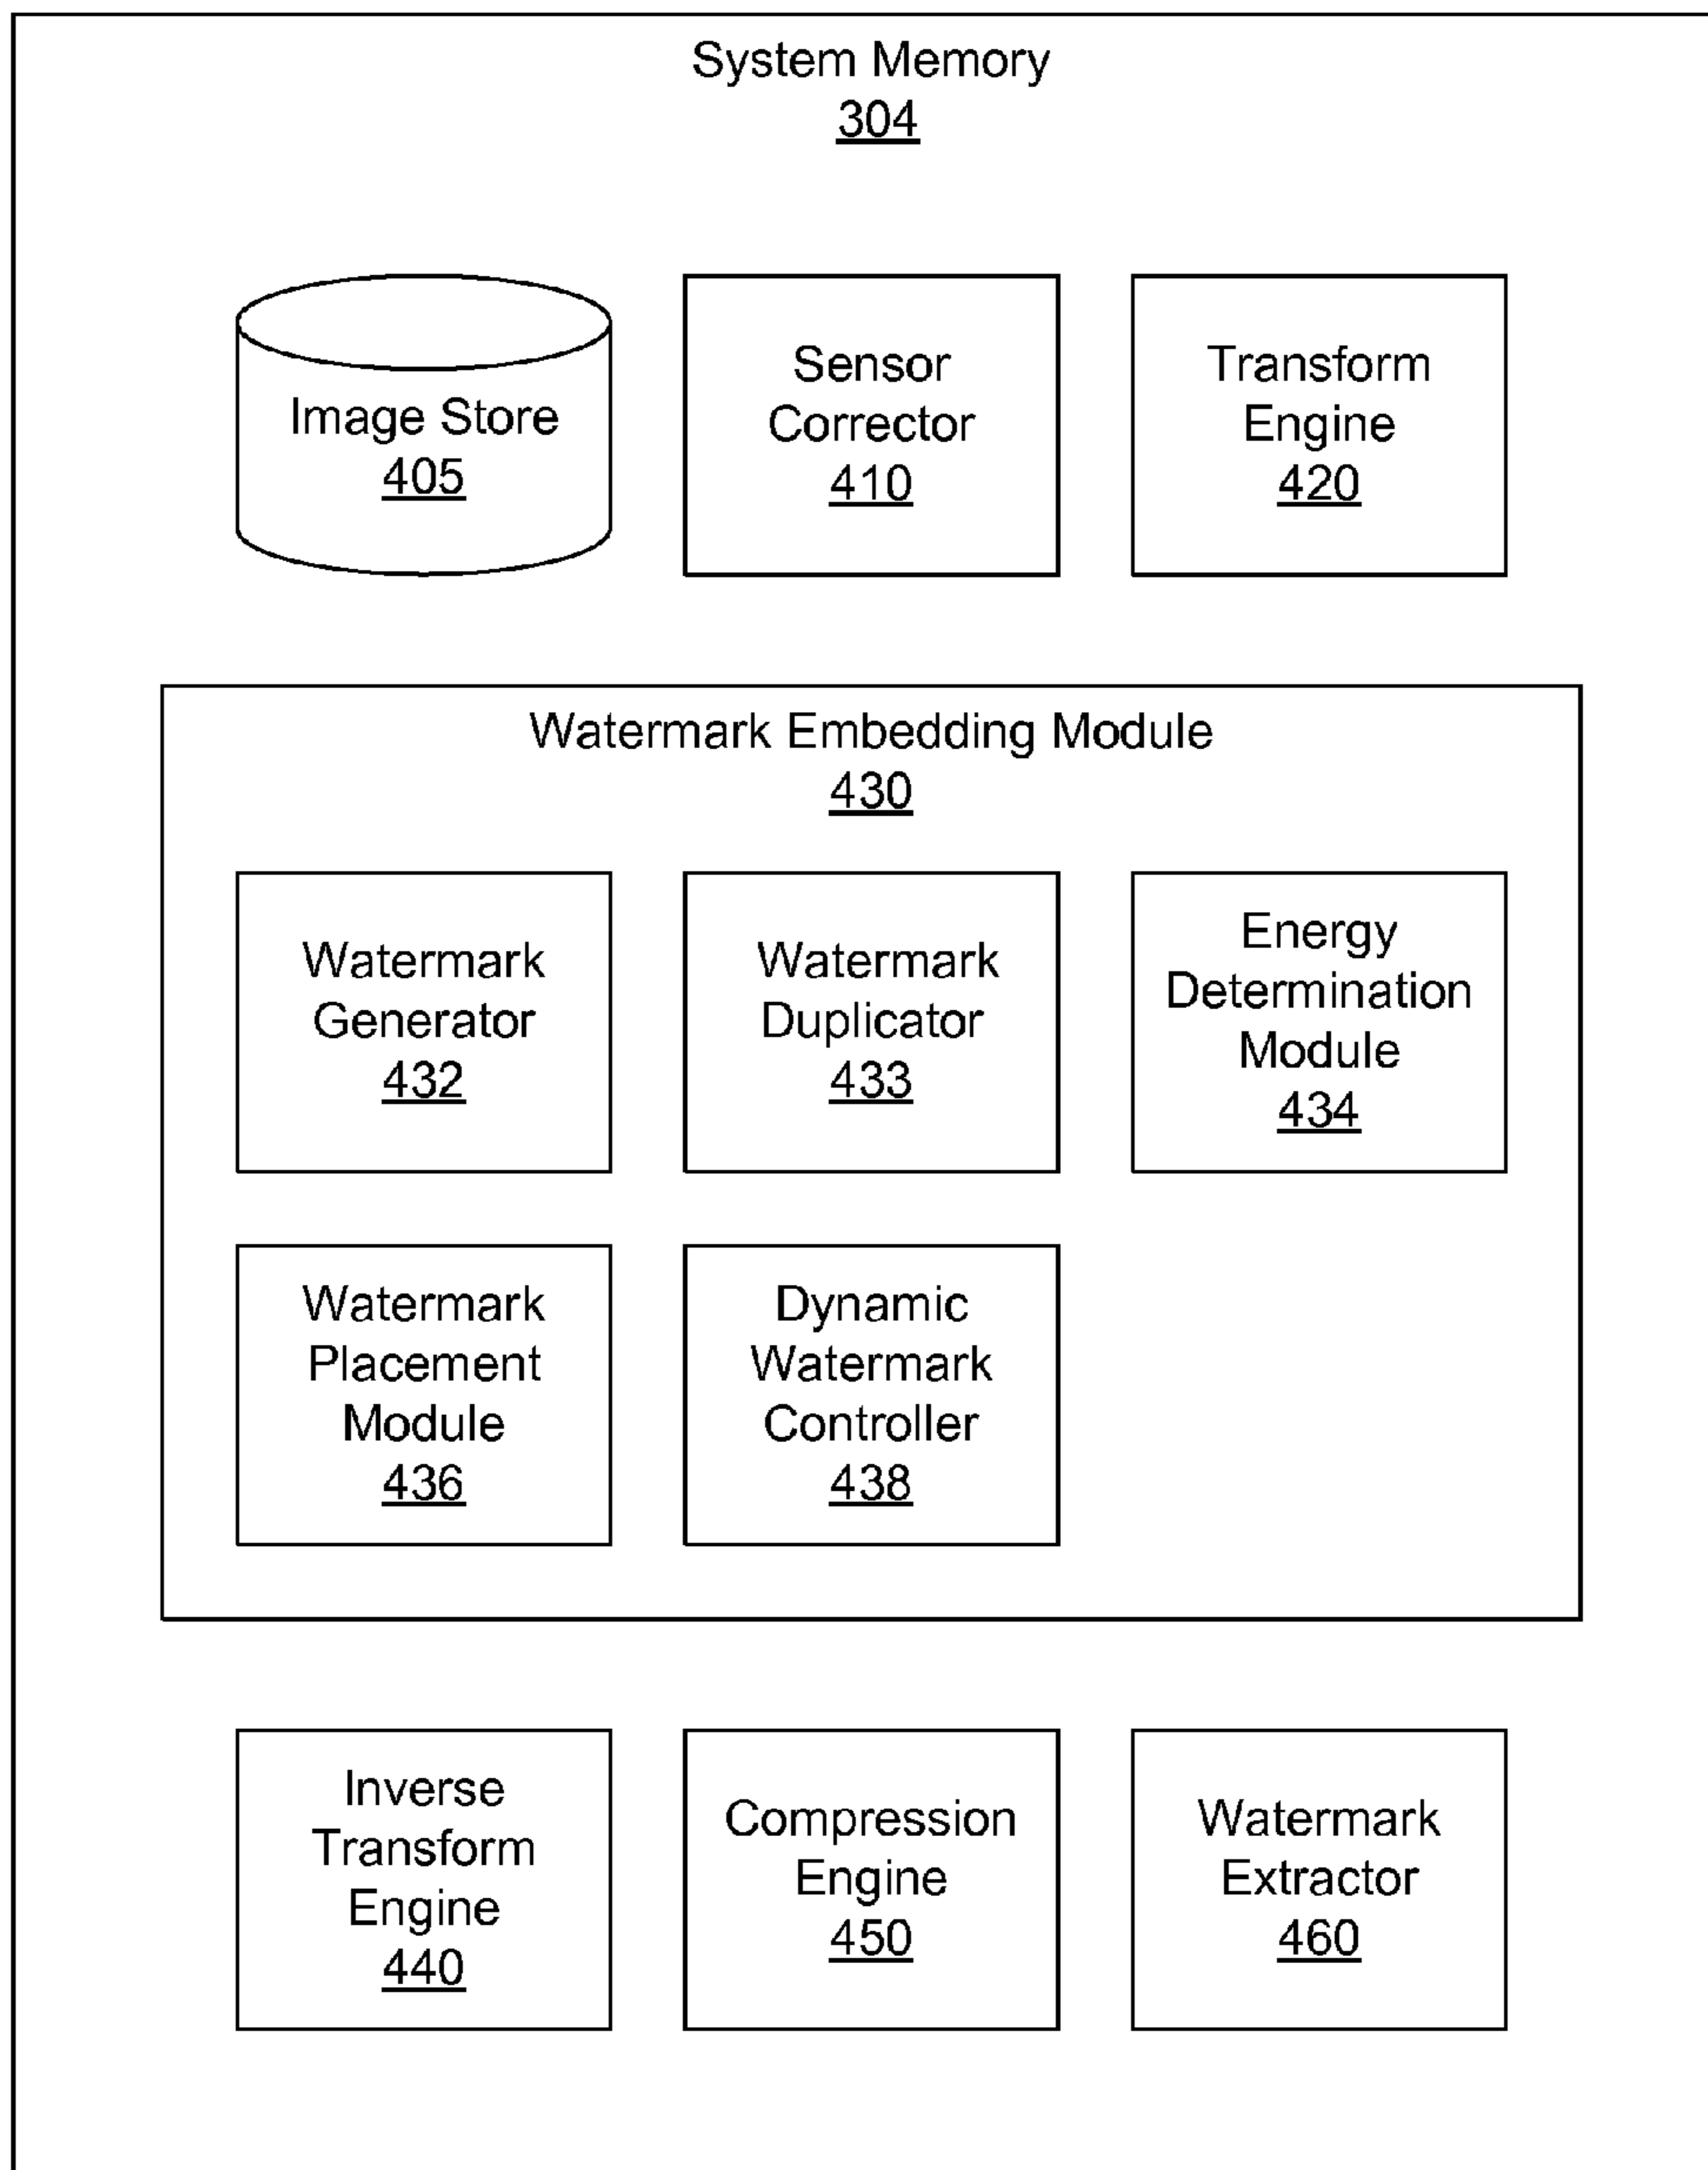 System Memory
304
Image Store
405
Sensor
Corrector
410
Transform
Engine
420
Watermark Embedding Module
430
Watermark
Generator
432
Watermark
Duplicator
433
Energy
Determination
Module
434
Watermark
Placement
Module
436
Dynamic
Watermark
Controller
438
Inverse
Transform
Engine
440
Compression
Engine
450
Watermark
Extractor
460